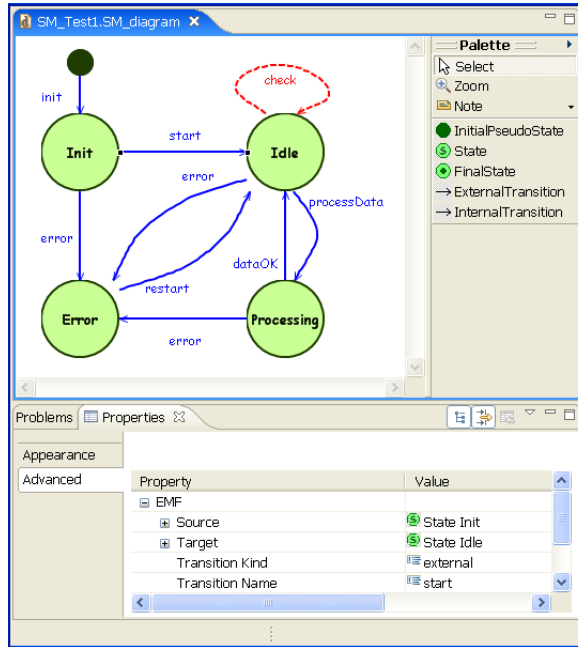 SM_Test1.SM_diagram
Palette
Select
Zoom
Note
InitialPseudoState
State
FinalState
ExternalTransition
InternalTransition
check
init
start
Init
Idle
error
processData
error
dataOK
restart
Error
Processing
error
Problems
Properties
Appearance
Advanced
Property Value
EMF
Source State Init
Target State Idle
Transition Kind external
Transition Name start